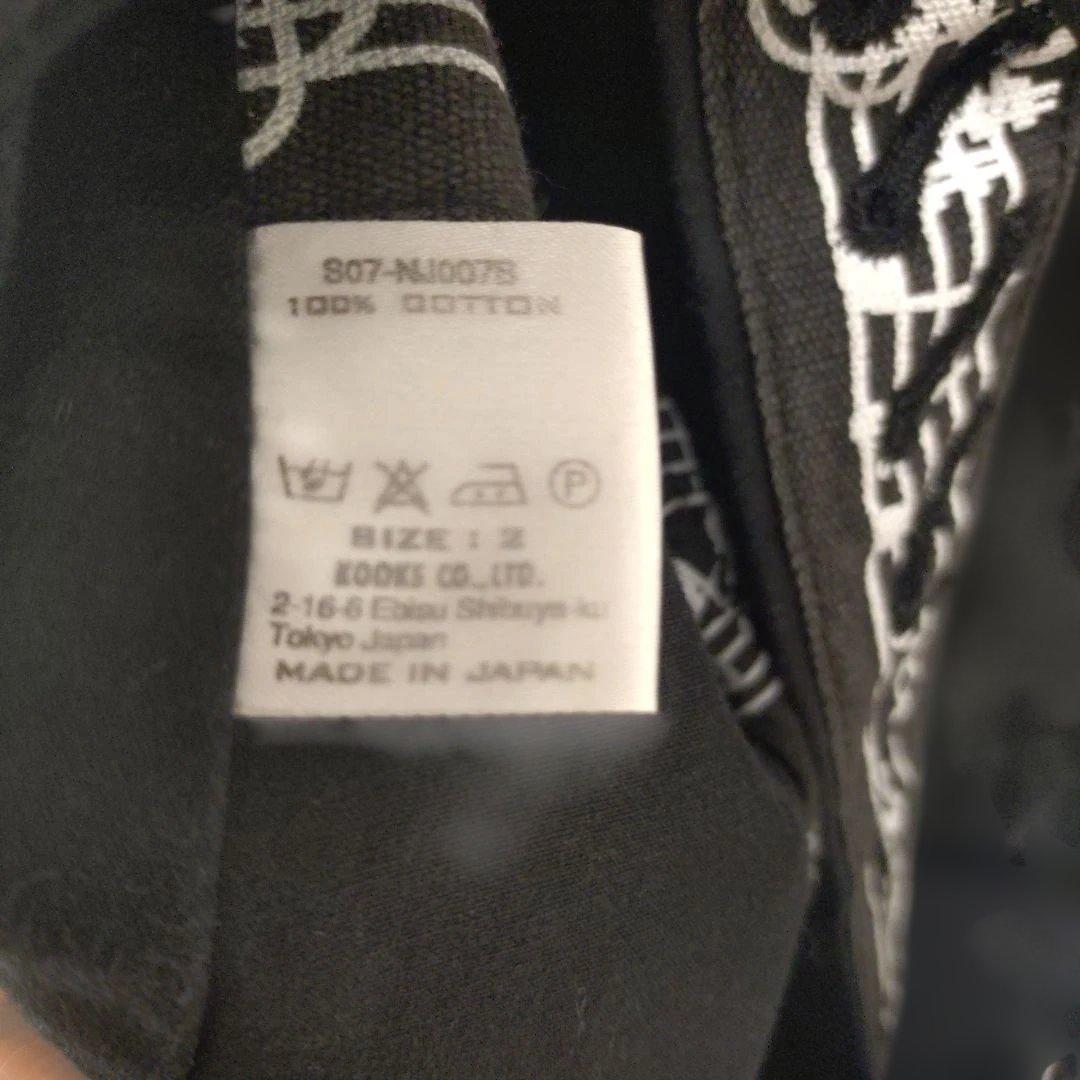 S07-NJ007S
100% COTTON
P
SIZE : 2
KOOKS CO.,LTD.
2-16-6 Ebisu Shibuya-ku
Tokyo Japan
MADE IN JAPAN